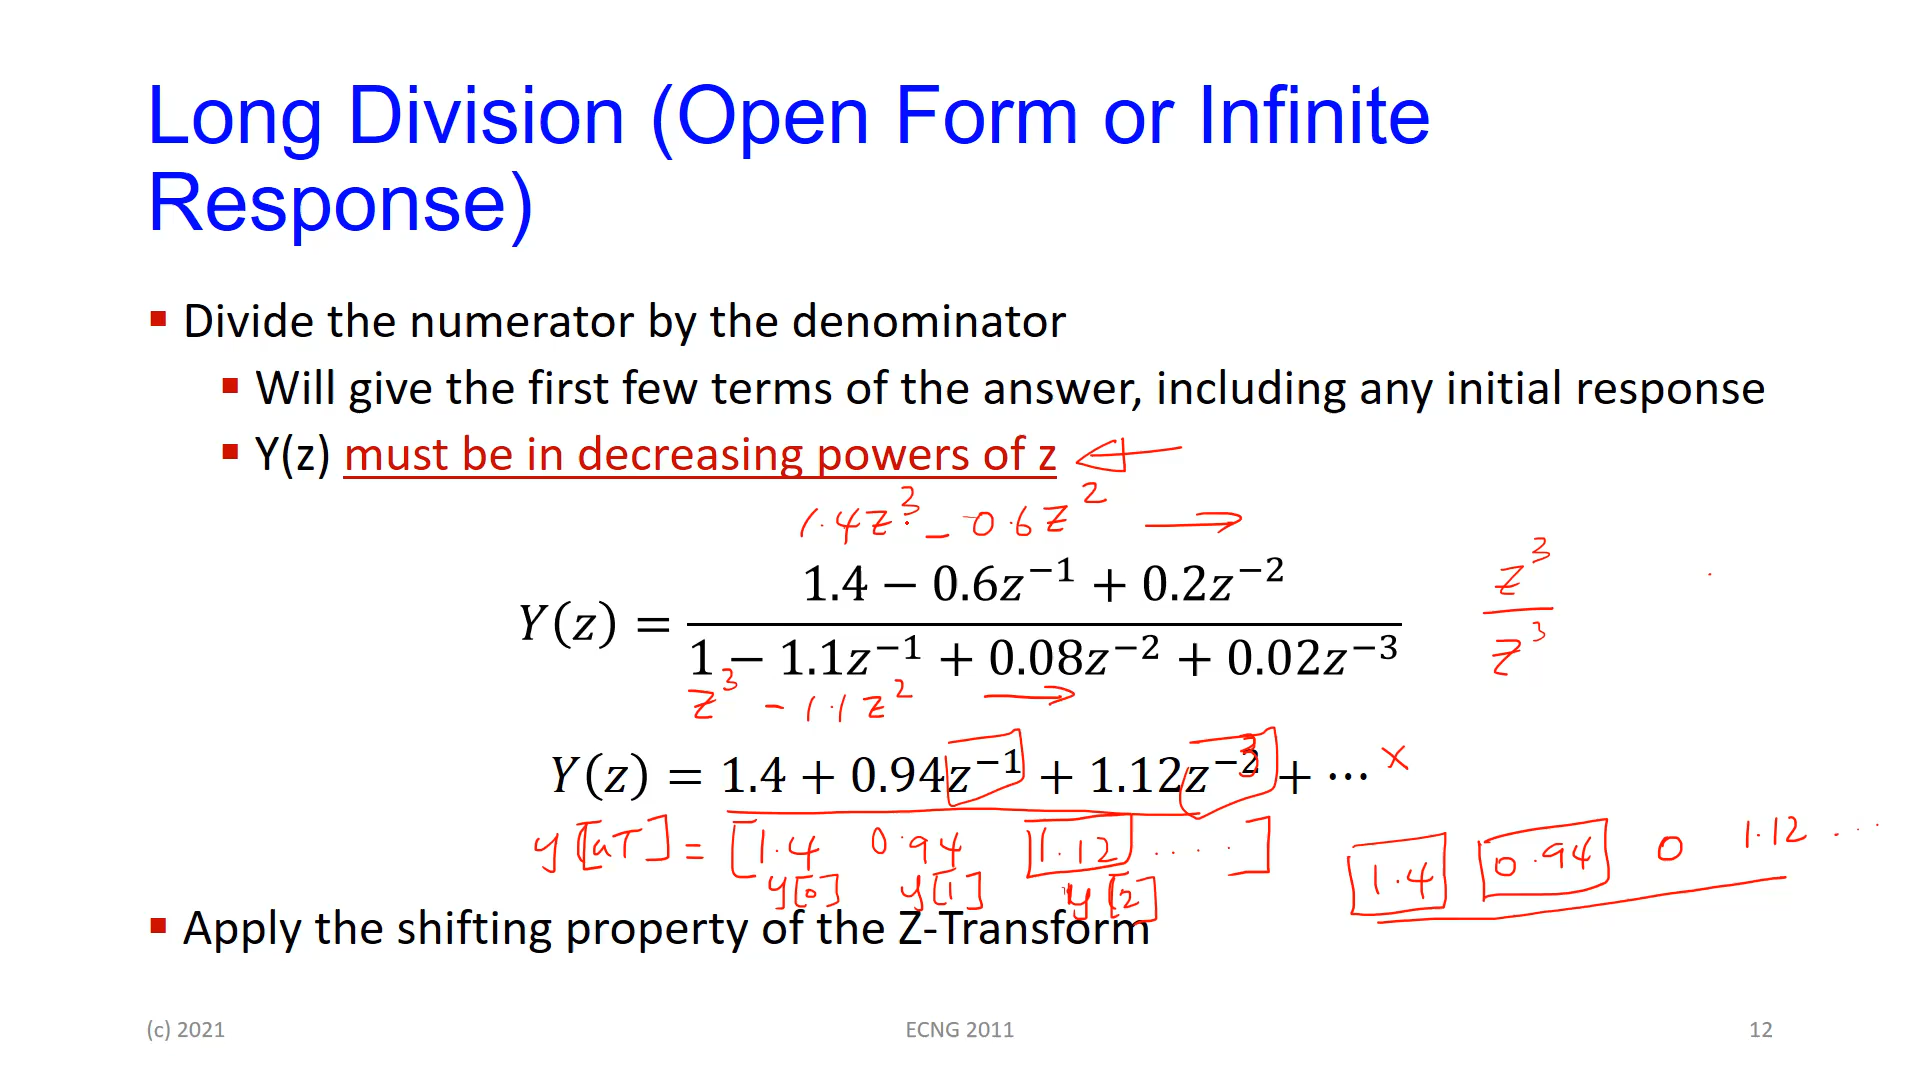 Long Division (Open Form or Infinite
Response)
▪ Divide the numerator by the denominator
▪ Will give the first few terms of the answer, including any initial response
▪ Y(z) must be in decreasing powers of z
1.4z³ - 0.6z² →
Y(z) = (1.4 − 0.6z⁻¹ + 0.2z⁻²) / (1 − 1.1z⁻¹ + 0.08z⁻² + 0.02z⁻³)
z³ / z³
z³ - 1.1z² →
Y(z) = 1.4 + 0.94z⁻¹ + 1.12z⁻² + ⋯ x
3
y[nT] = [1.4 0.94 1.12 ....]
y[0] y[1] y[2]
1.4 0.94 0 1.12 ....
▪ Apply the shifting property of the Z-Transform
(c) 2021 ECNG 2011 12